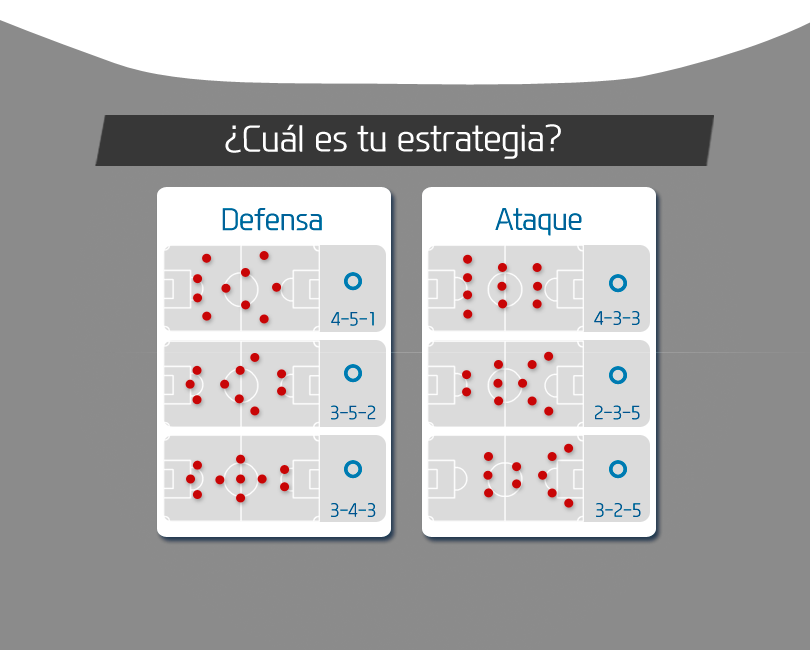 ¿Cuál es tu estrategia?
Defensa
4-5-1
3-5-2
3-4-3
Ataque
4-3-3
2-3-5
3-2-5